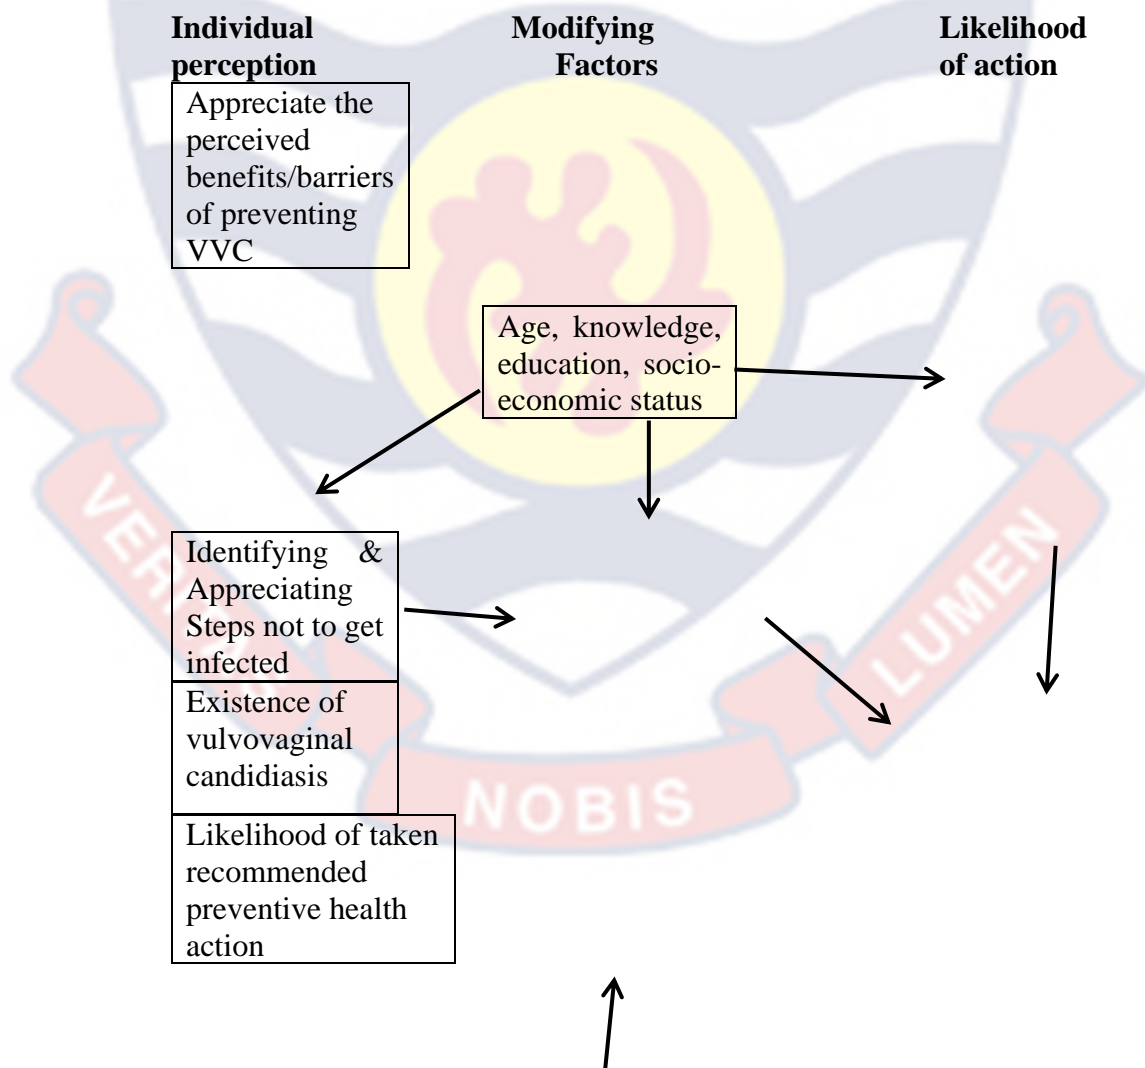 Individual perception
Modifying Factors
Likelihood of action
Appreciate the
perceived
benefits/barriers
of preventing
VVC
Age, knowledge,
education, socio-
economic status
Identifying &
Appreciating
Steps not to get
infected
Existence of
vulvovaginal
candidiasis
Likelihood of taken
recommended
preventive health
action
VERITAS
NOBIS
LUMEN